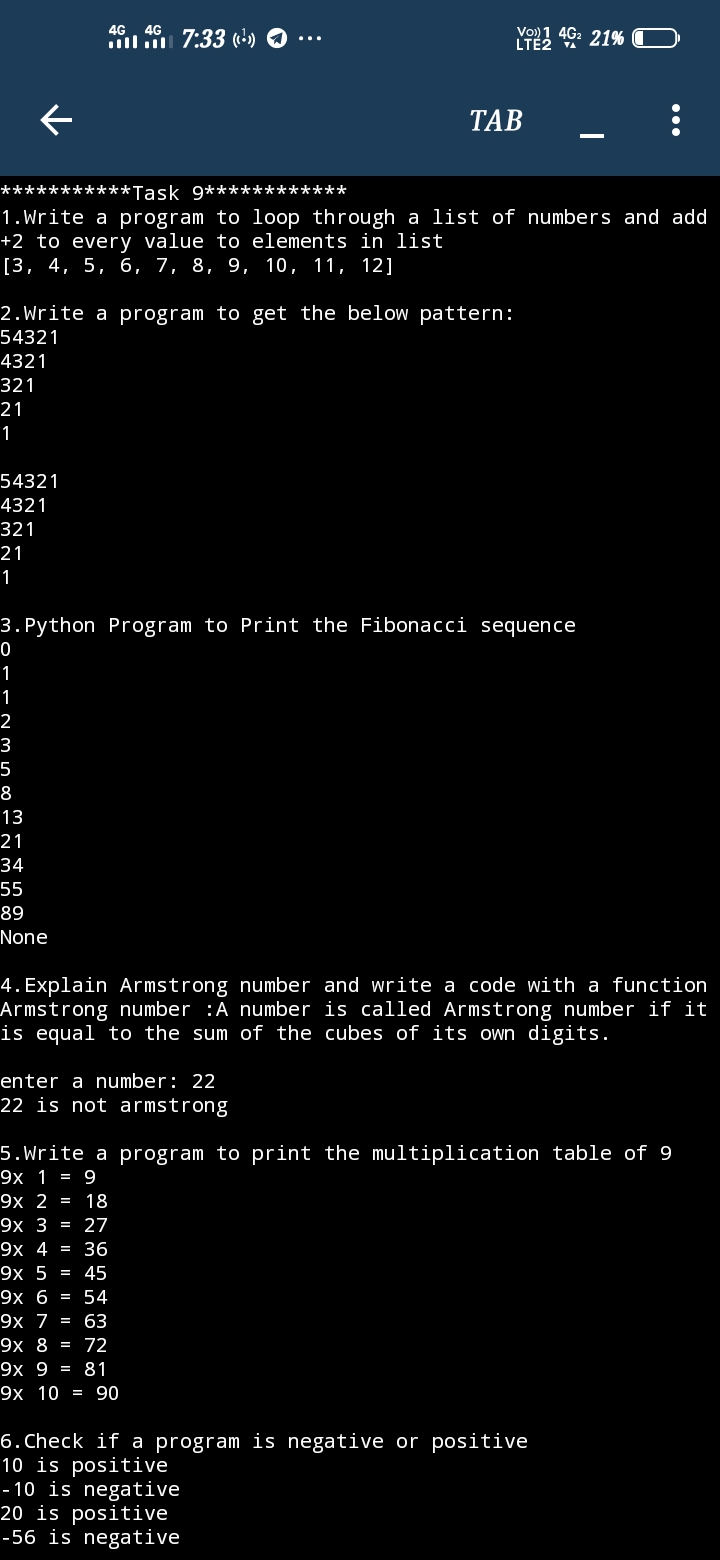 4G 4G 7:33 ... Vo)) 1 LTE2 4G2 21%
TAB
***********Task 9************
1.Write a program to loop through a list of numbers and add
+2 to every value to elements in list
[3, 4, 5, 6, 7, 8, 9, 10, 11, 12]
2.Write a program to get the below pattern:
54321
4321
321
21
1
54321
4321
321
21
1
3.Python Program to Print the Fibonacci sequence
0
1
1
2
3
5
8
13
21
34
55
89
None
4.Explain Armstrong number and write a code with a function
Armstrong number :A number is called Armstrong number if it
is equal to the sum of the cubes of its own digits.
enter a number: 22
22 is not armstrong
5.Write a program to print the multiplication table of 9
9x 1 = 9
9x 2 = 18
9x 3 = 27
9x 4 = 36
9x 5 = 45
9x 6 = 54
9x 7 = 63
9x 8 = 72
9x 9 = 81
9x 10 = 90
6.Check if a program is negative or positive
10 is positive
-10 is negative
20 is positive
-56 is negative